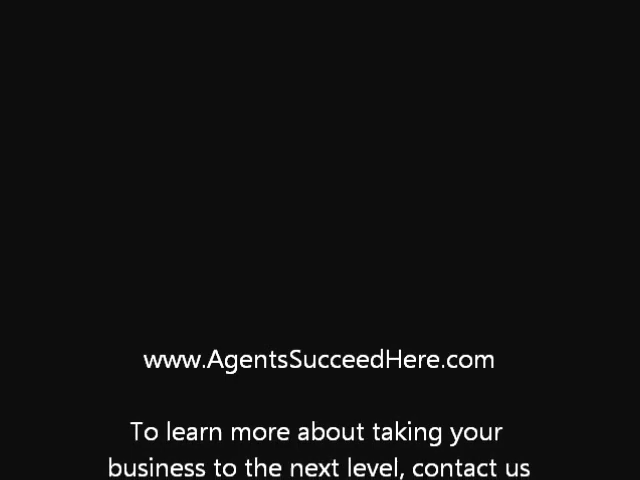 www.AgentsSucceedHere.com
To learn more about taking your
business to the next level, contact us